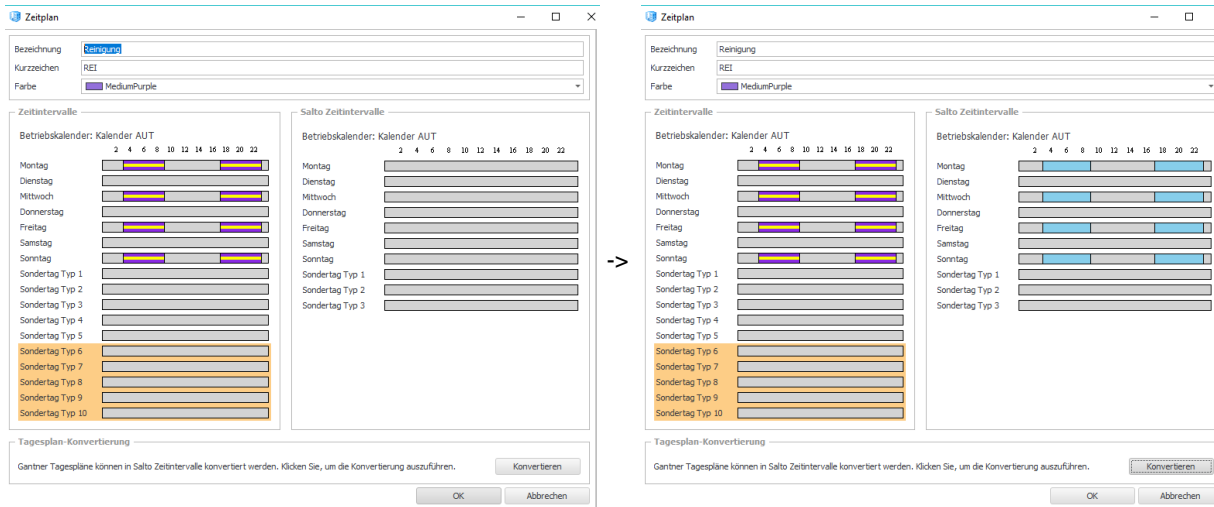 Zeitplan
Bezeichnung Reinigung
Kurzzeichen REI
Farbe MediumPurple
Zeitintervalle
Betriebskalender: Kalender AUT
2 4 6 8 10 12 14 16 18 20 22
Montag
Dienstag
Mittwoch
Donnerstag
Freitag
Samstag
Sonntag
Sondertag Typ 1
Sondertag Typ 2
Sondertag Typ 3
Sondertag Typ 4
Sondertag Typ 5
Sondertag Typ 6
Sondertag Typ 7
Sondertag Typ 8
Sondertag Typ 9
Sondertag Typ 10
Salto Zeitintervalle
Betriebskalender: Kalender AUT
2 4 6 8 10 12 14 16 18 20 22
Montag
Dienstag
Mittwoch
Donnerstag
Freitag
Samstag
Sonntag
Sondertag Typ 1
Sondertag Typ 2
Sondertag Typ 3
Tagesplan-Konvertierung
Gantner Tagespläne können in Salto Zeitintervalle konvertiert werden. Klicken Sie, um die Konvertierung auszuführen. Konvertieren
OK Abbrechen
->
Zeitplan
Bezeichnung Reinigung
Kurzzeichen REI
Farbe MediumPurple
Zeitintervalle
Betriebskalender: Kalender AUT
2 4 6 8 10 12 14 16 18 20 22
Montag
Dienstag
Mittwoch
Donnerstag
Freitag
Samstag
Sonntag
Sondertag Typ 1
Sondertag Typ 2
Sondertag Typ 3
Sondertag Typ 4
Sondertag Typ 5
Sondertag Typ 6
Sondertag Typ 7
Sondertag Typ 8
Sondertag Typ 9
Sondertag Typ 10
Salto Zeitintervalle
Betriebskalender: Kalender AUT
2 4 6 8 10 12 14 16 18 20 22
Montag
Dienstag
Mittwoch
Donnerstag
Freitag
Samstag
Sonntag
Sondertag Typ 1
Sondertag Typ 2
Sondertag Typ 3
Tagesplan-Konvertierung
Gantner Tagespläne können in Salto Zeitintervalle konvertiert werden. Klicken Sie, um die Konvertierung auszuführen. Konvertieren
OK Abbrechen